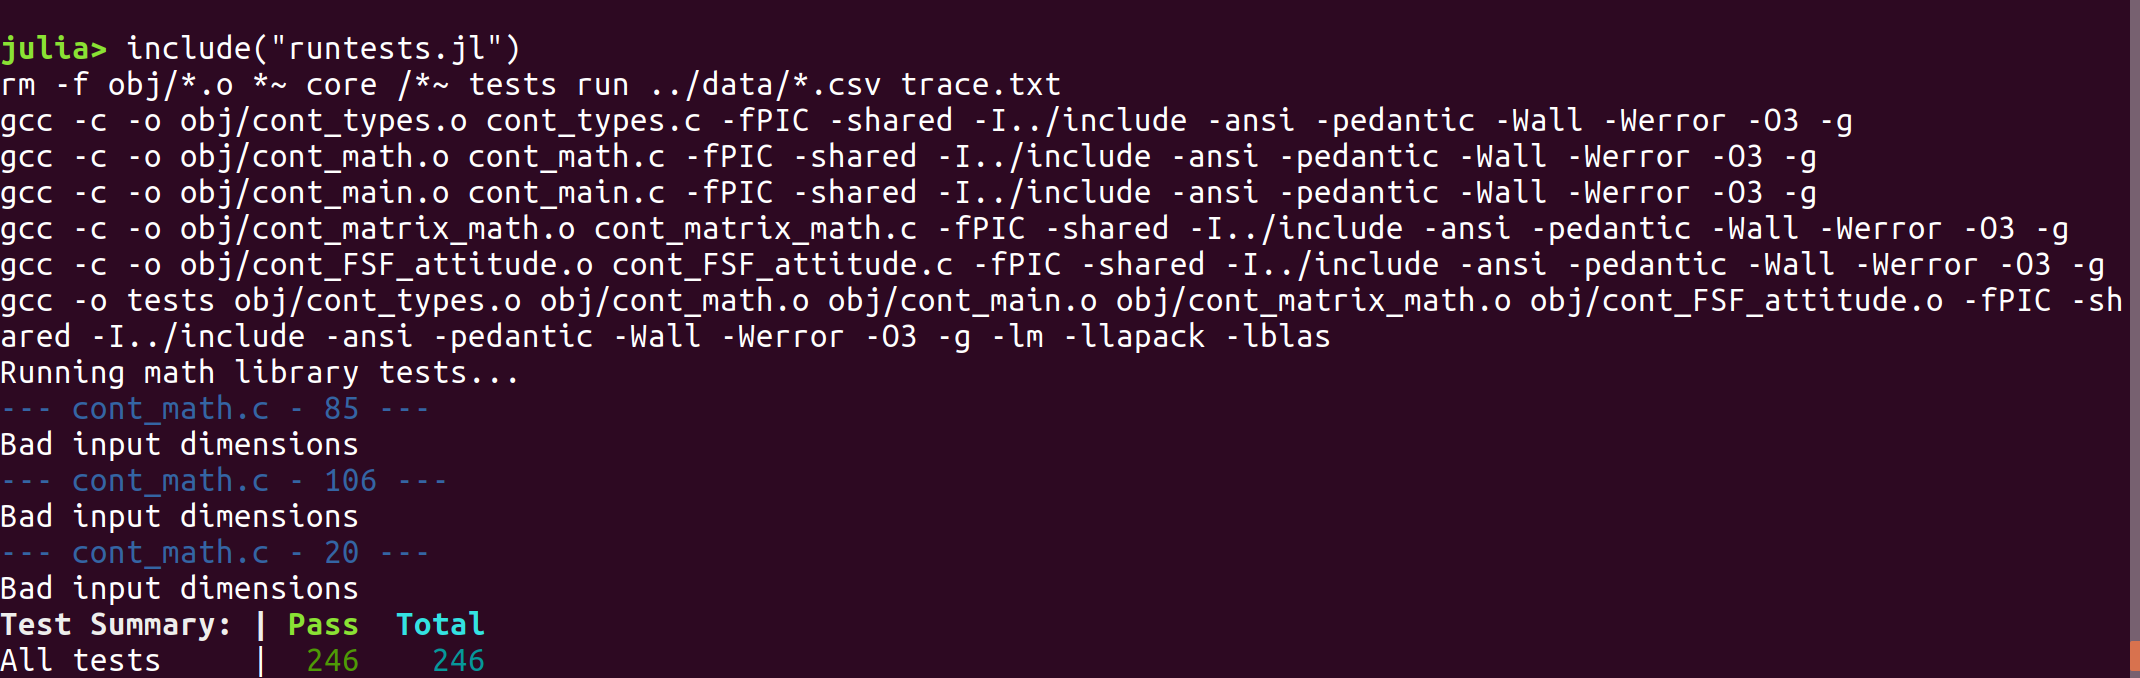 julia> include("runtests.jl")
rm -f obj/*.o *~ core /*~ tests run ../data/*.csv trace.txt
gcc -c -o obj/cont_types.o cont_types.c -fPIC -shared -I../include -ansi -pedantic -Wall -Werror -O3 -g
gcc -c -o obj/cont_math.o cont_math.c -fPIC -shared -I../include -ansi -pedantic -Wall -Werror -O3 -g
gcc -c -o obj/cont_main.o cont_main.c -fPIC -shared -I../include -ansi -pedantic -Wall -Werror -O3 -g
gcc -c -o obj/cont_matrix_math.o cont_matrix_math.c -fPIC -shared -I../include -ansi -pedantic -Wall -Werror -O3 -g
gcc -c -o obj/cont_FSF_attitude.o cont_FSF_attitude.c -fPIC -shared -I../include -ansi -pedantic -Wall -Werror -O3 -g
gcc -o tests obj/cont_types.o obj/cont_math.o obj/cont_main.o obj/cont_matrix_math.o obj/cont_FSF_attitude.o -fPIC -sh
ared -I../include -ansi -pedantic -Wall -Werror -O3 -g -lm -llapack -lblas
Running math library tests...
--- cont_math.c - 85 ---
Bad input dimensions
--- cont_math.c - 106 ---
Bad input dimensions
--- cont_math.c - 20 ---
Bad input dimensions
Test Summary: | Pass  Total
All tests     |  246    246